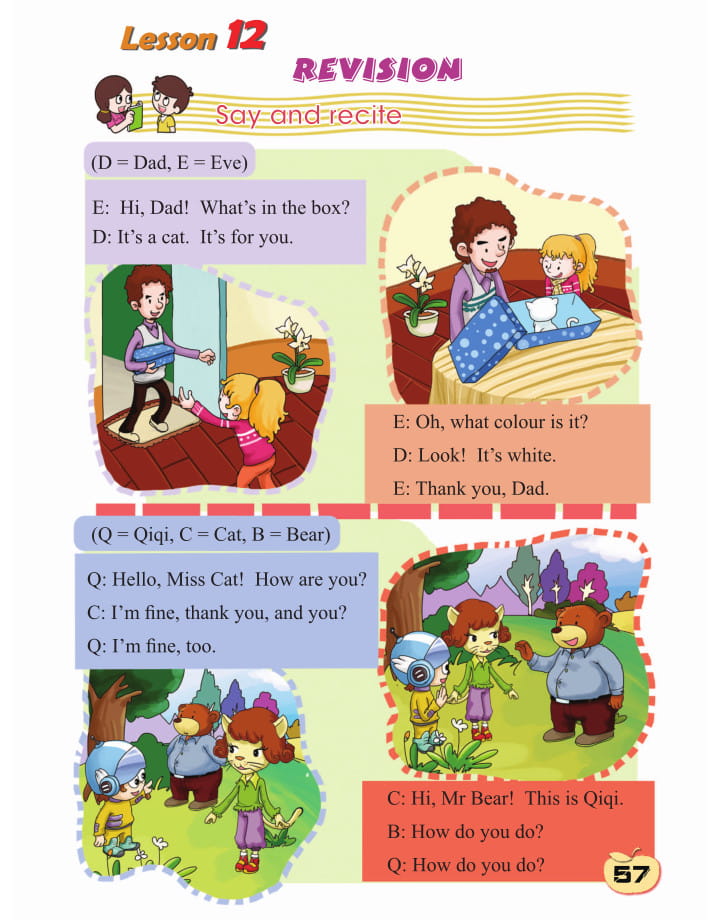 Lesson 12
REVISION
Say and recite
(D = Dad, E = Eve)
E: Hi, Dad! What's in the box?
D: It's a cat. It's for you.
E: Oh, what colour is it?
D: Look! It's white.
E: Thank you, Dad.
(Q = Qiqi, C = Cat, B = Bear)
Q: Hello, Miss Cat! How are you?
C: I'm fine, thank you, and you?
Q: I'm fine, too.
C: Hi, Mr Bear! This is Qiqi.
B: How do you do?
Q: How do you do?
57